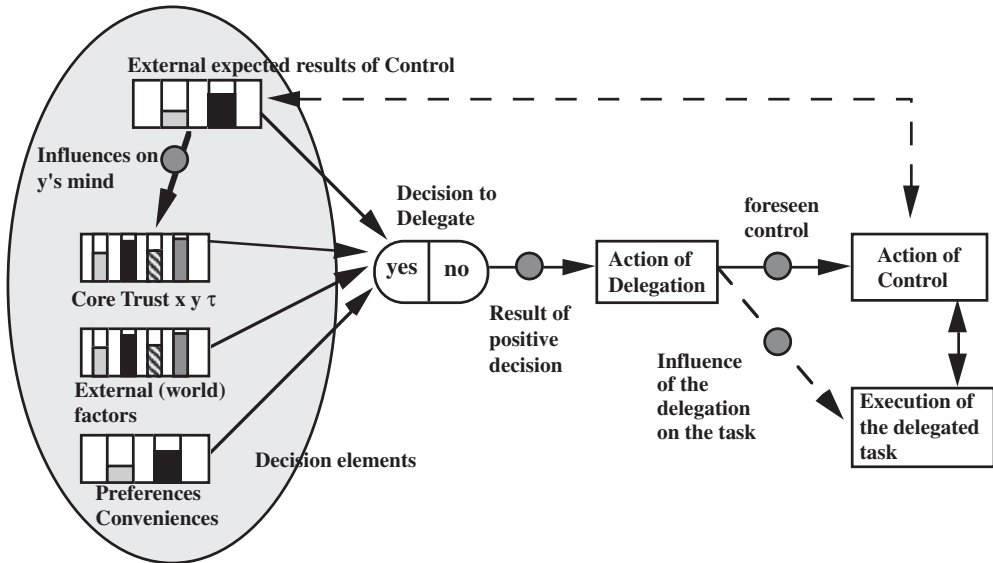 External expected results of Control
Influences on
y's mind
Core Trust x y τ
External (world)
factors
Preferences
Conveniences
Decision elements
Decision to
Delegate
yes
no
Result of
positive
decision
Action of
Delegation
foreseen
control
Influence
of the
delegation
on the task
Action of
Control
Execution of
the delegated
task